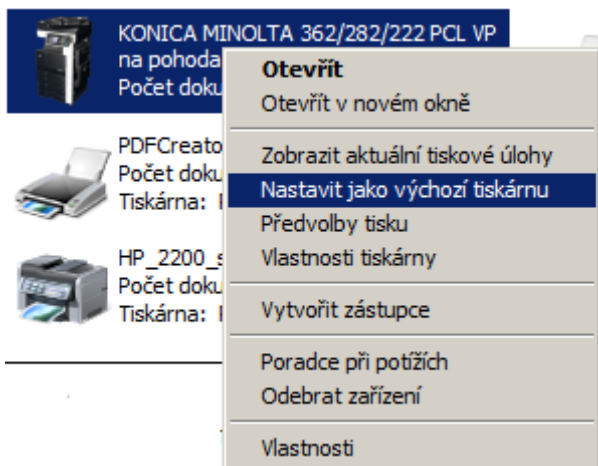 KONICA MINOLTA 362/282/222 PCL VP
na pohoda
Počet doku
PDFCreato
Počet doku
Tiskárna:
HP_2200_s
Počet doku
Tiskárna:
Otevřít
Otevřít v novém okně
Zobrazit aktuální tiskové úlohy
Nastavit jako výchozí tiskárnu
Předvolby tisku
Vlastnosti tiskárny
Vytvořit zástupce
Poradce při potížích
Odebrat zařízení
Vlastnosti